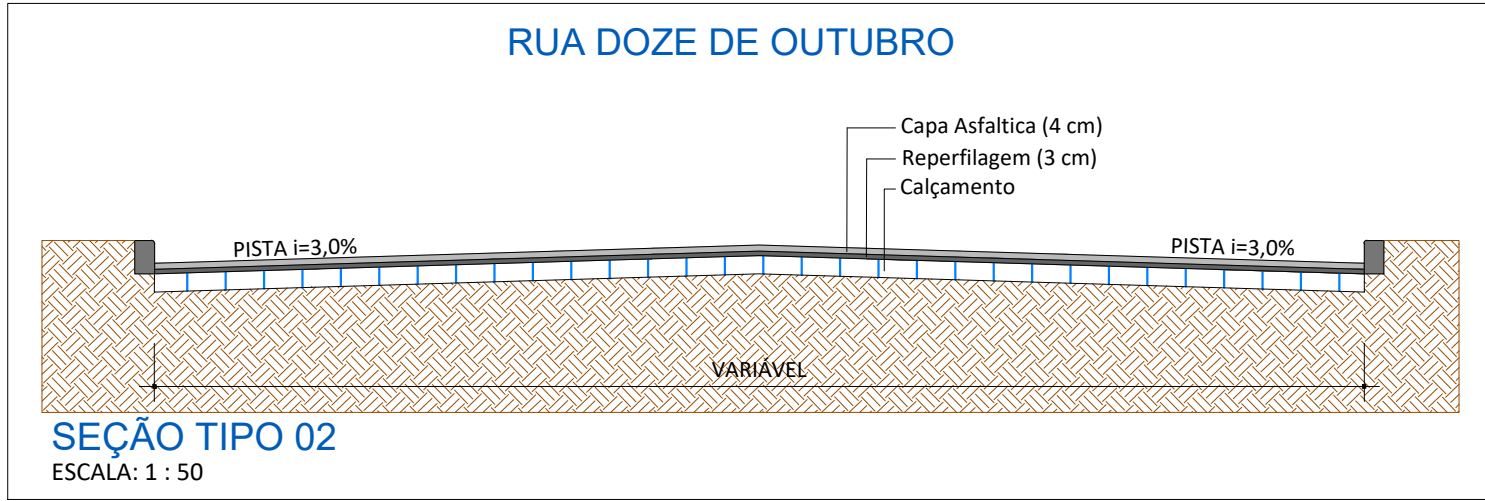 RUA DOZE DE OUTUBRO
Capa Asfaltica (4 cm)
Reperfilagem (3 cm)
Calçamento
PISTA i=3,0%
PISTA i=3,0%
VARIÁVEL
SEÇÃO TIPO 02
ESCALA: 1 : 50